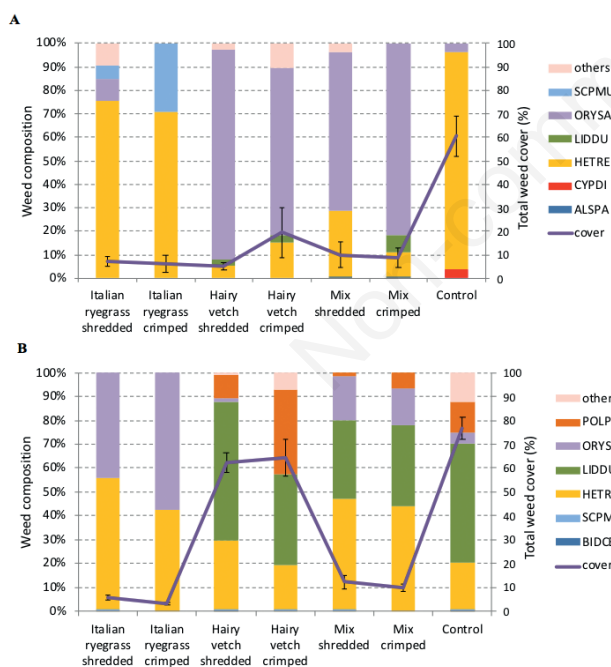 A
100%
90%
80%
70%
60%
50%
40%
30%
20%
10%
0%
Weed composition
100
90
80
70
60
50
40
30
20
10
0
Total weed cover (%)
Italian
ryegrass
shredded
Italian
ryegrass
crimped
Hairy
vetch
shredded
Hairy
vetch
crimped
Mix
shredded
Mix
crimped
Control
others
SCPMU
ORYSA
LIDDU
HETRE
CYPDI
ALSPA
cover
Non-comm
B
100%
90%
80%
70%
60%
50%
40%
30%
20%
10%
0%
Weed composition
100
90
80
70
60
50
40
30
20
10
0
Total weed cover (%)
Italian
ryegrass
shredded
Italian
ryegrass
crimped
Hairy
vetch
shredded
Hairy
vetch
crimped
Mix
shredded
Mix
crimped
Control
other
POLP
ORYS
LIDD
HETR
SCPM
BIDC
cover